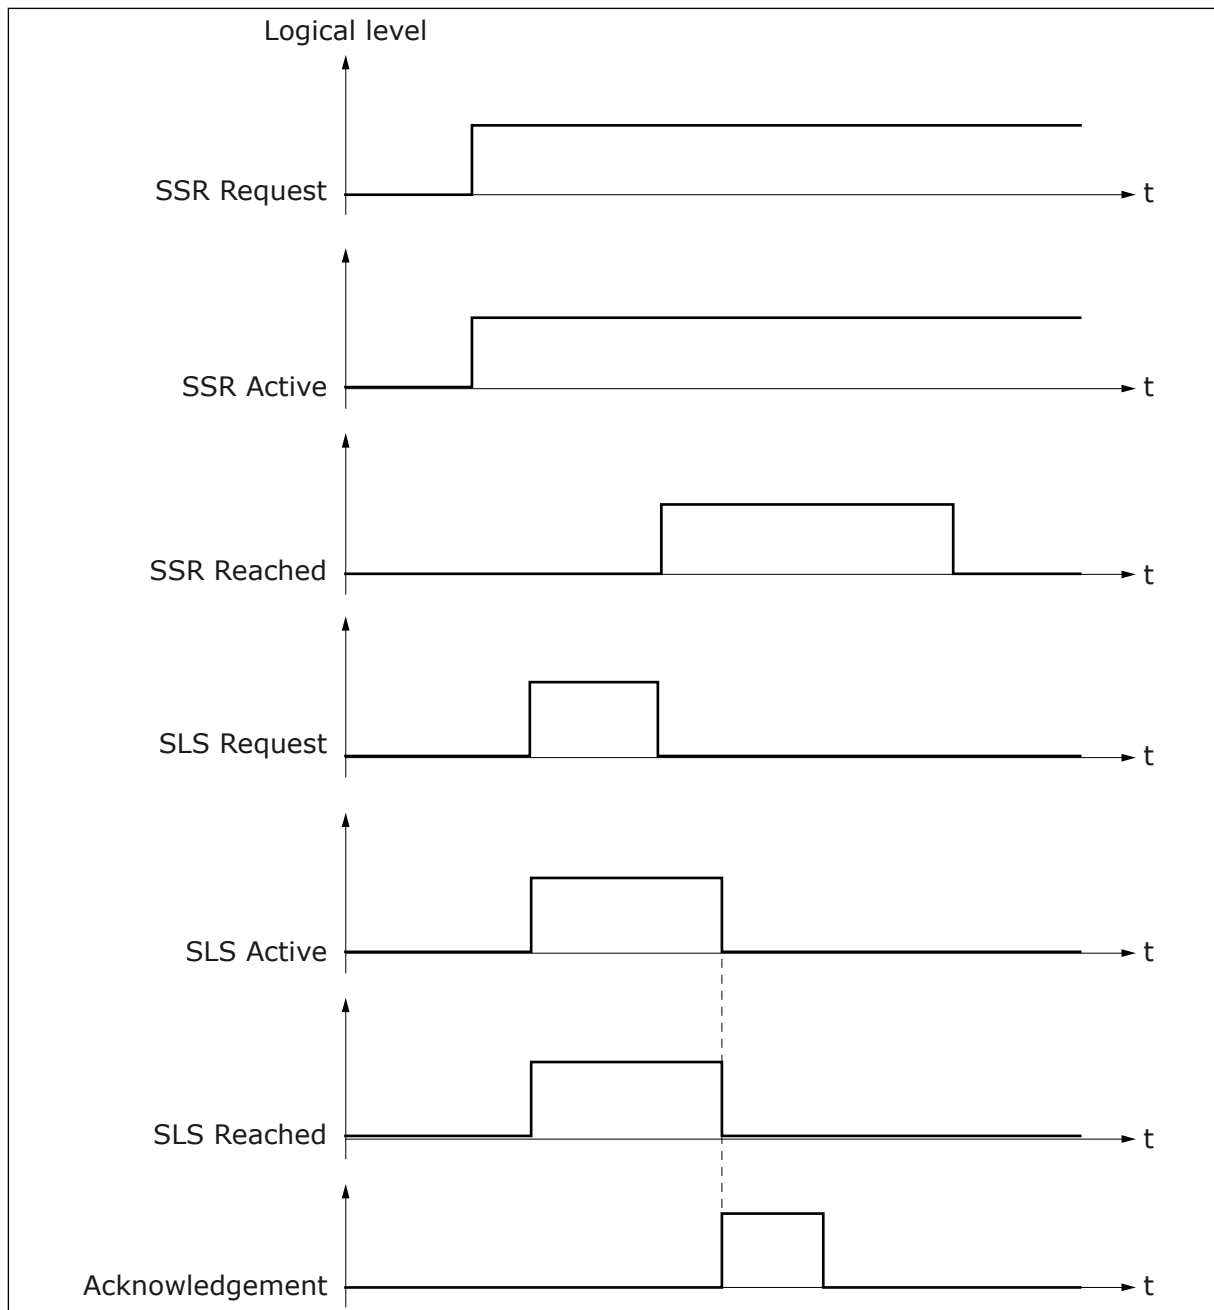 Logical level
SSR Request
t
SSR Active
t
SSR Reached
t
SLS Request
t
SLS Active
t
SLS Reached
t
Acknowledgement
t